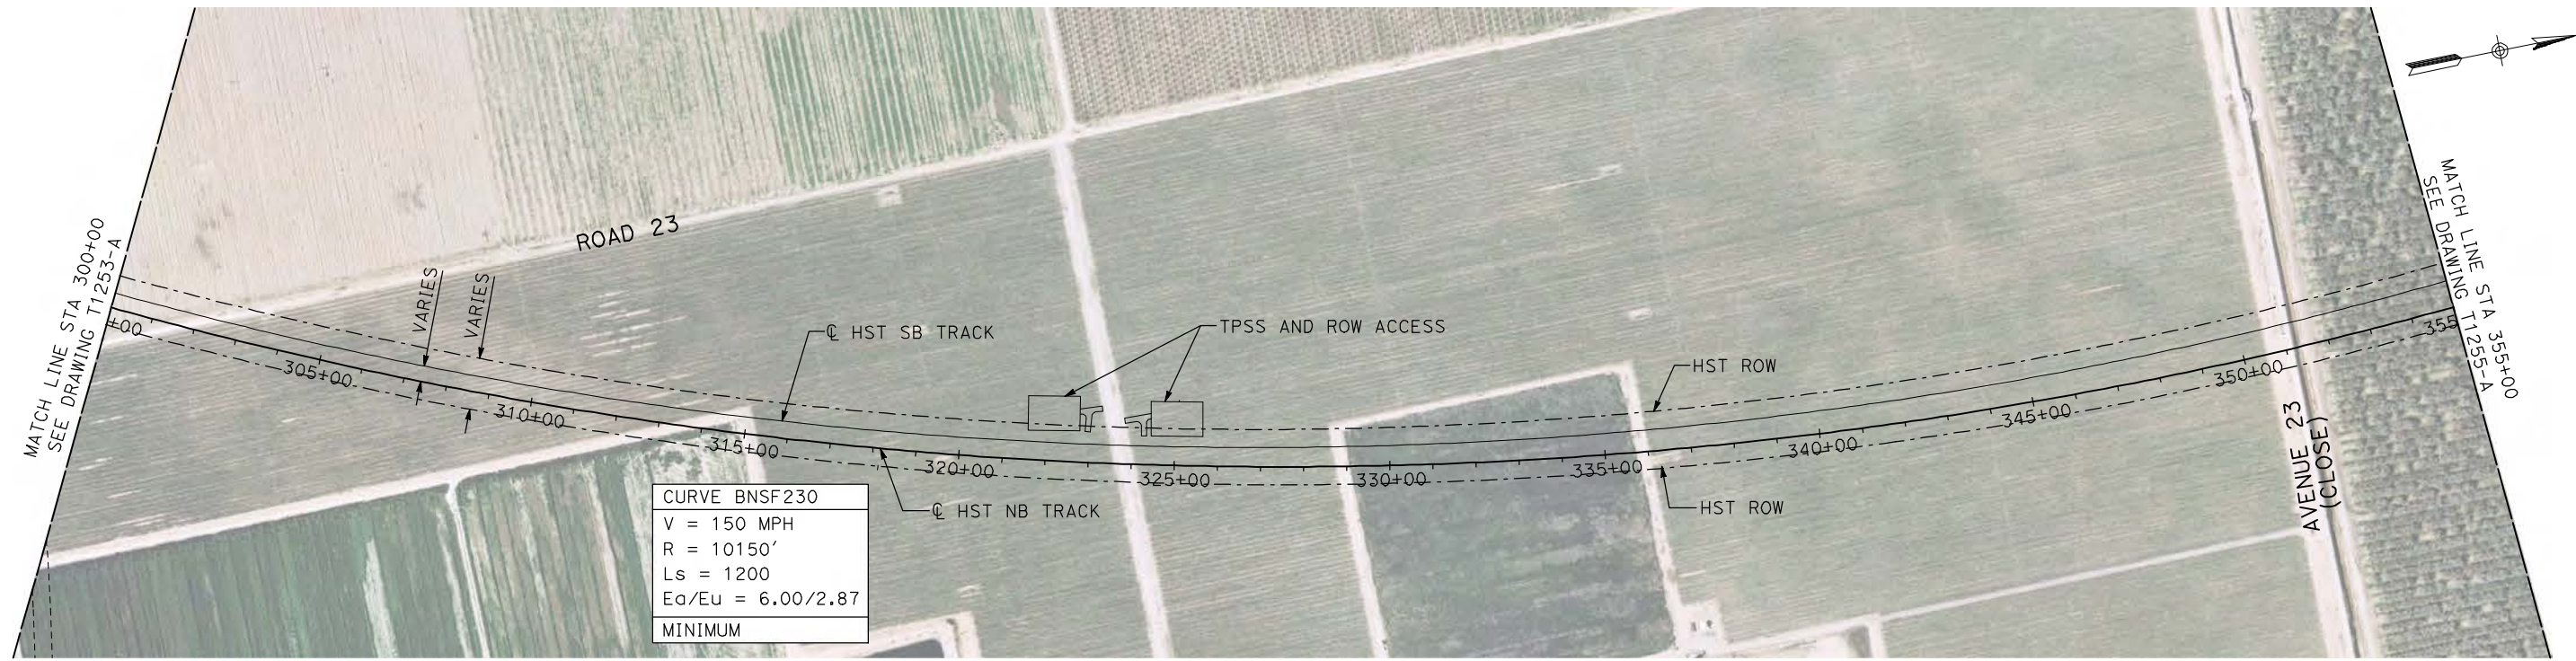 MATCH LINE STA 300+00
SEE DRAWING T1253-A
ROAD 23
VARIES
VARIES
℄ HST SB TRACK
TPSS AND ROW ACCESS
HST ROW
HST ROW
℄ HST NB TRACK
+00
305+00
310+00
315+00
320+00
325+00
330+00
335+00
340+00
345+00
350+00
355
CURVE BNSF230
V = 150 MPH
R = 10150'
Ls = 1200
Ea/Eu = 6.00/2.87
MINIMUM
AVENUE 23
(CLOSE)
MATCH LINE STA 355+00
SEE DRAWING T1255-A